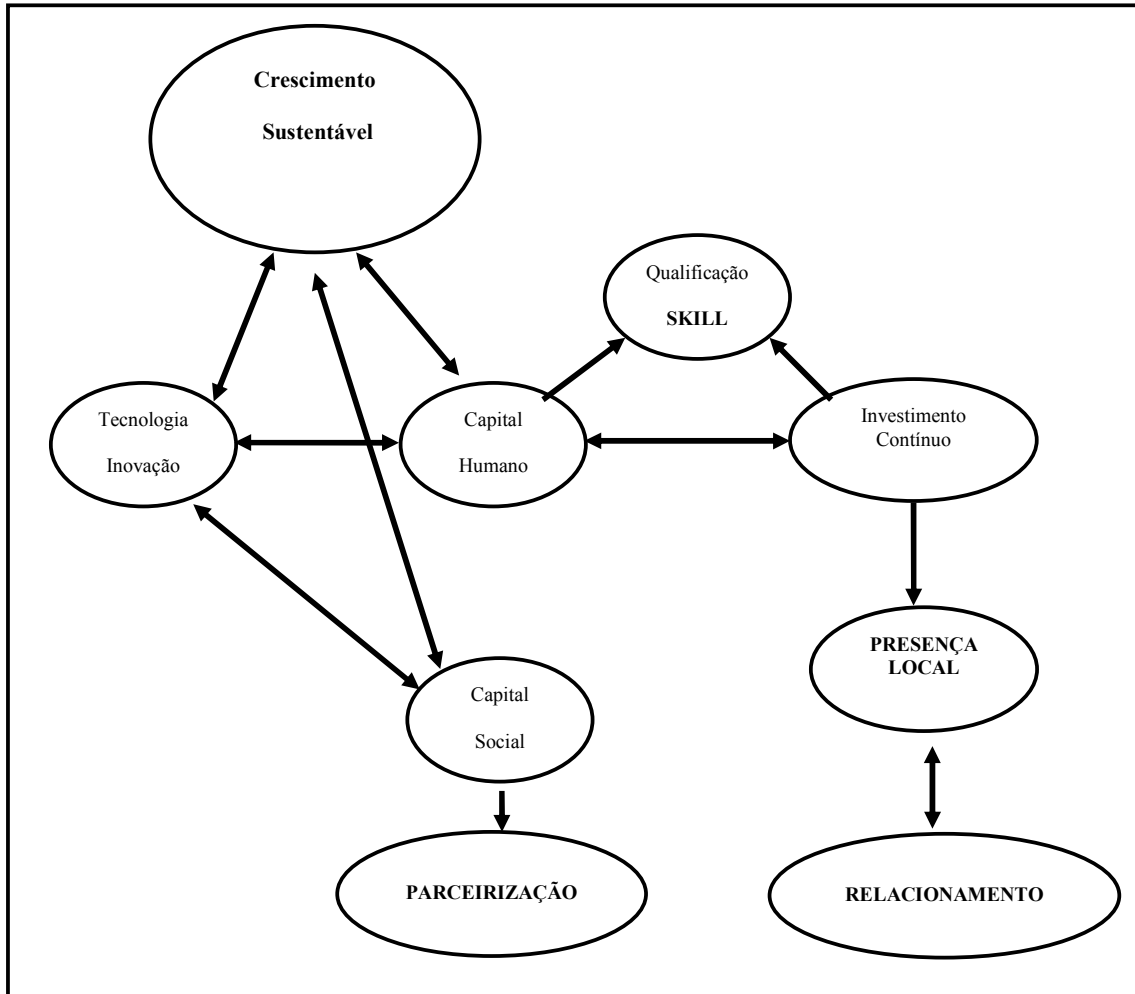 Crescimento
Sustentável
Qualificação
SKILL
Tecnologia
Inovação
Capital
Humano
Investimento
Contínuo
PRESENÇA
LOCAL
Capital
Social
PARCEIRIZAÇÃO
RELACIONAMENTO